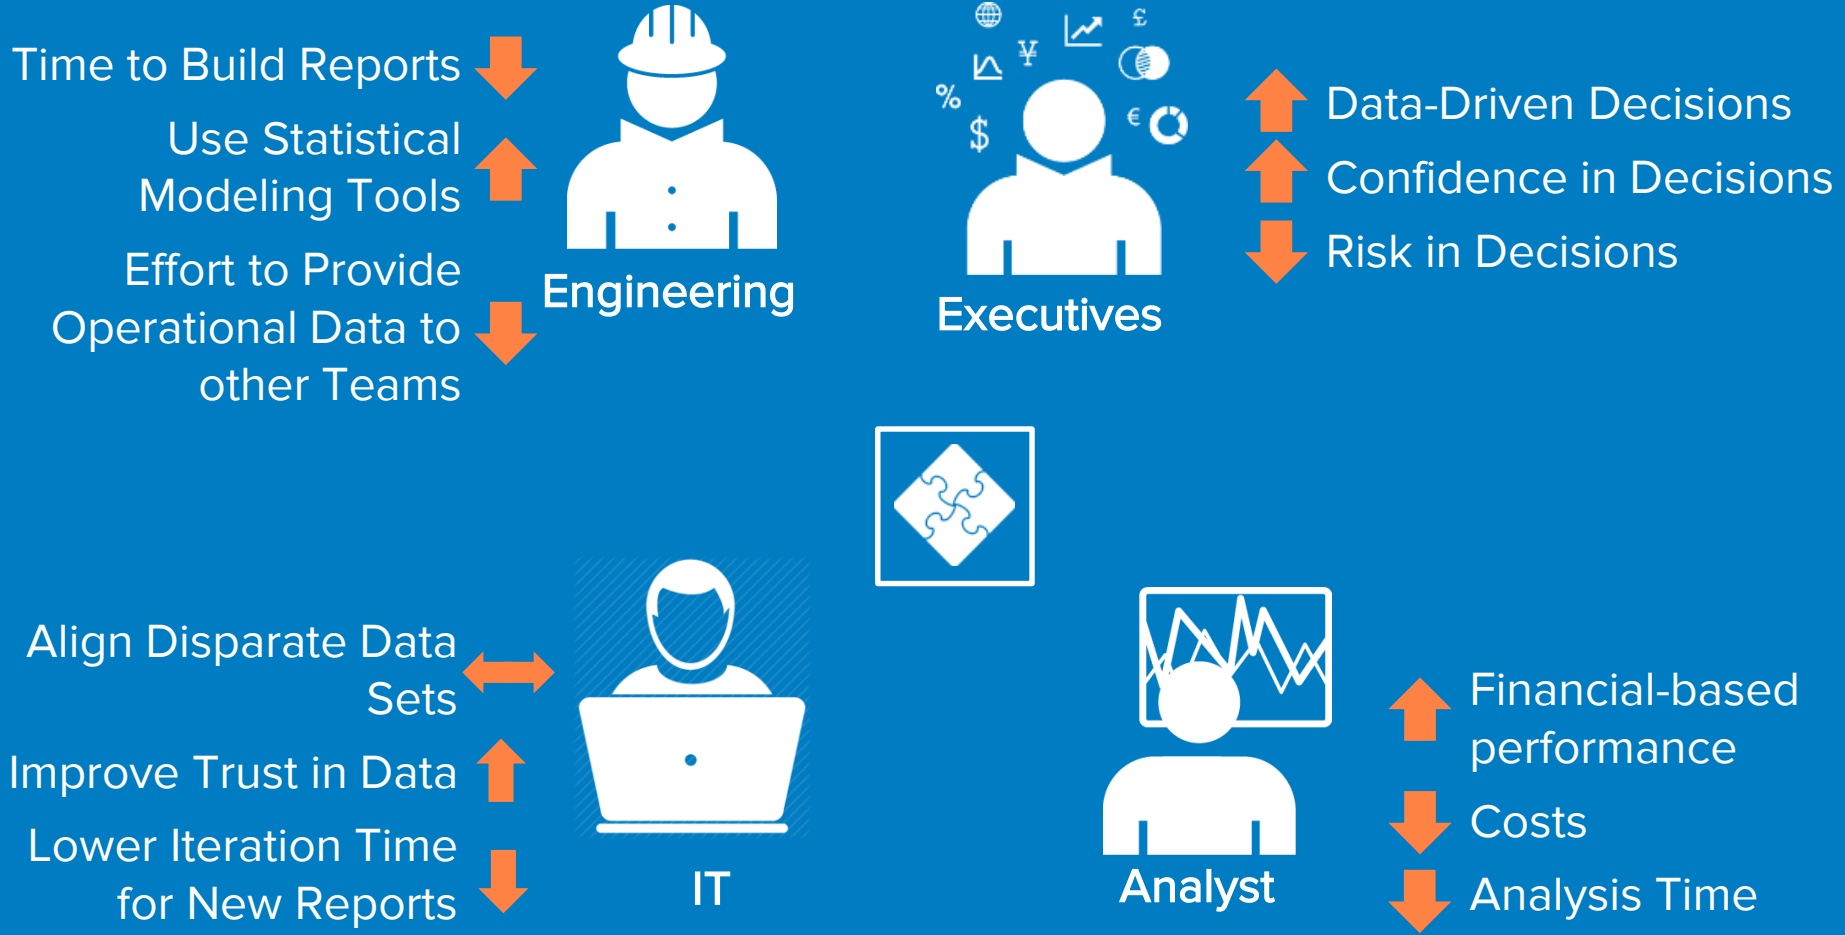 Time to Build Reports
Use Statistical
Modeling Tools
Effort to Provide
Operational Data to
other Teams
Engineering
% $ ¥ £ €
Executives
Data-Driven Decisions
Confidence in Decisions
Risk in Decisions
Align Disparate Data
Sets
Improve Trust in Data
Lower Iteration Time
for New Reports
IT
Analyst
Financial-based
performance
Costs
Analysis Time